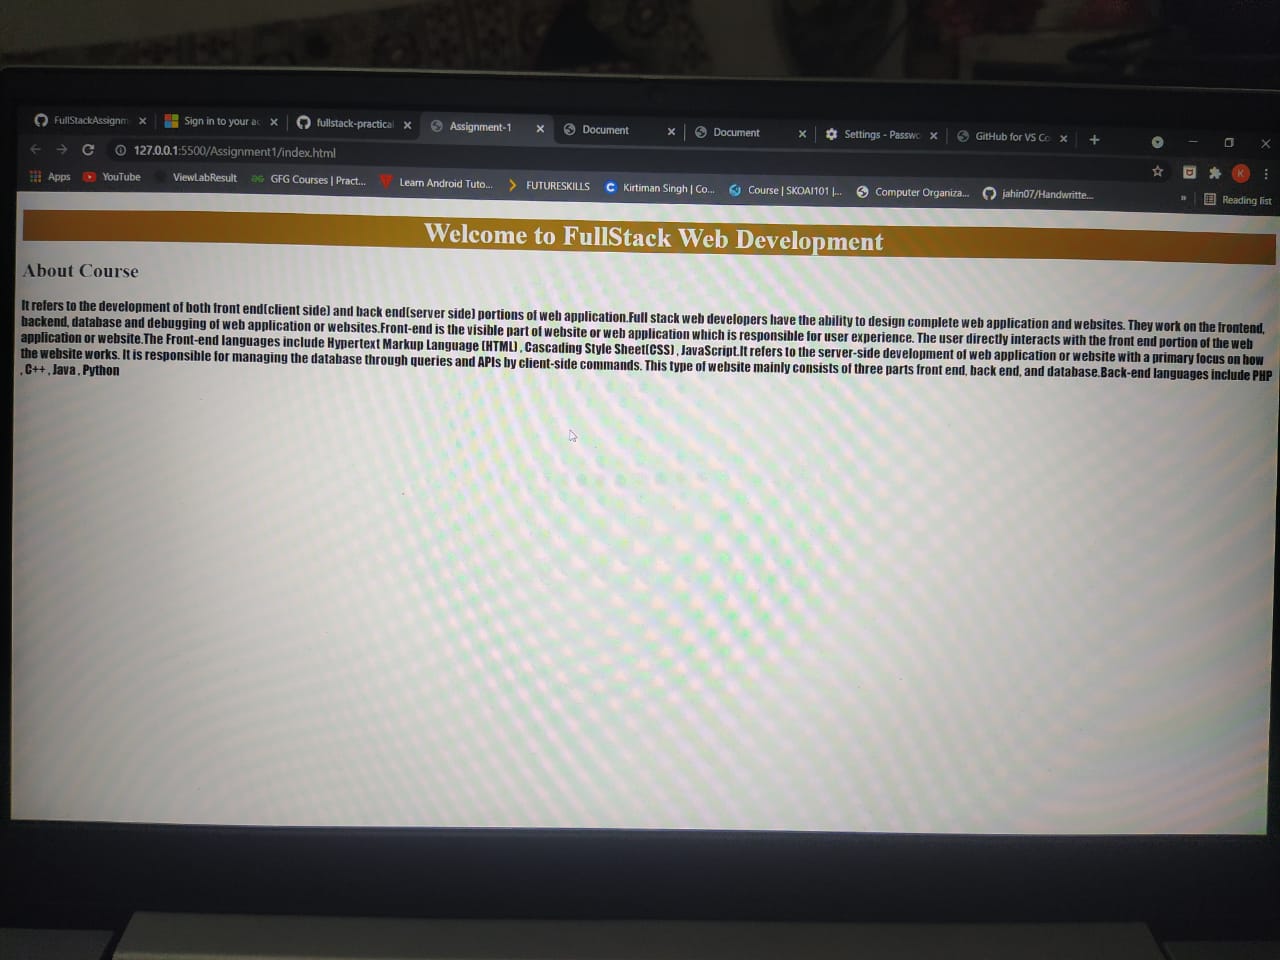 FullStackAssignm
Sign in to your ac
fullstack-practical
Assignment-1
Document
Document
Settings - Passwo
GitHub for VS Co
127.0.0.1:5500/Assignment1/index.html
K
Apps
YouTube
ViewLabResult
GFG Courses | Pract...
Learn Android Tuto...
FUTURESKILLS
Kirtiman Singh | Co...
Course | SKOAI101 |...
Computer Organiza...
jahin07/Handwritte...
»
Reading list
Welcome to FullStack Web Development
About Course
It refers to the development of both front end(client side) and back end(server side) portions of web application.Full stack web developers have the ability to design complete web application and websites. They work on the frontend,
backend, database and debugging of web application or websites.Front-end is the visible part of website or web application which is responsible for user experience. The user directly interacts with the front end portion of the web
application or website.The Front-end languages include Hypertext Markup Language (HTML) , Cascading Style Sheet(CSS) , JavaScript.It refers to the server-side development of web application or website with a primary focus on how
the website works. It is responsible for managing the database through queries and APIs by client-side commands. This type of website mainly consists of three parts front end, back end, and database.Back-end languages include PHP
, C++ , Java , Python